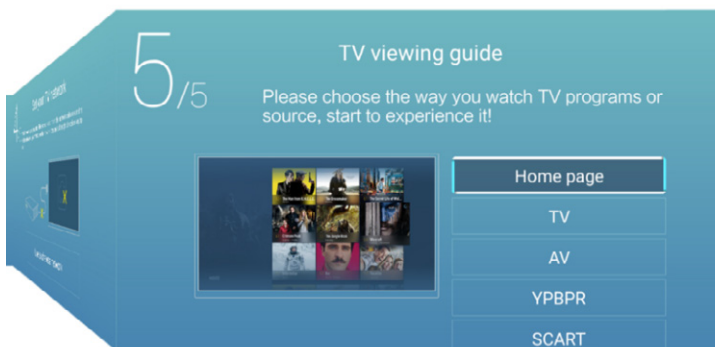 5/5
TV viewing guide
Please choose the way you watch TV programs or
source, start to experience it!
Home page
TV
AV
YPBPR
SCART